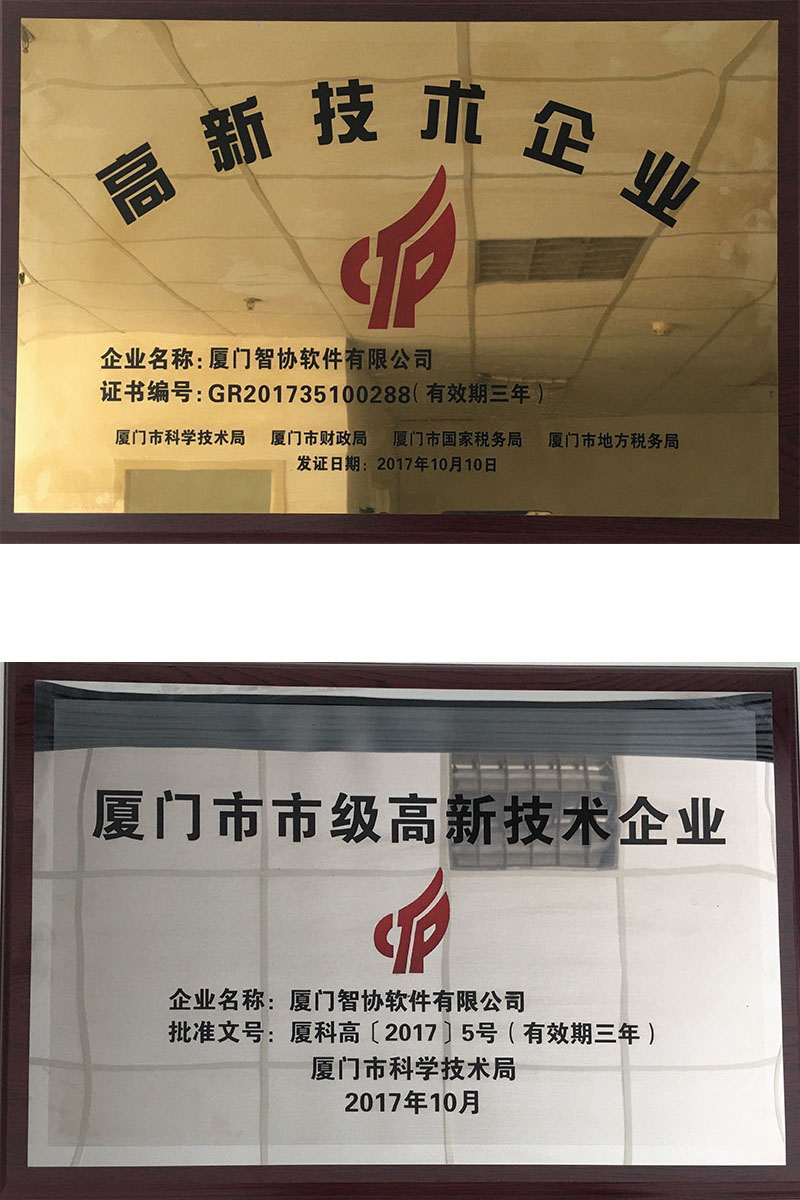 高新技术企业
CTP
企业名称：厦门智协软件有限公司
证书编号：GR201735100288（有效期三年）
厦门市科学技术局 厦门市财政局 厦门市国家税务局 厦门市地方税务局
发证日期：2017年10月10日
厦门市市级高新技术企业
CTP
企业名称：厦门智协软件有限公司
批准文号：厦科高〔2017〕5号（有效期三年）
厦门市科学技术局
2017年10月